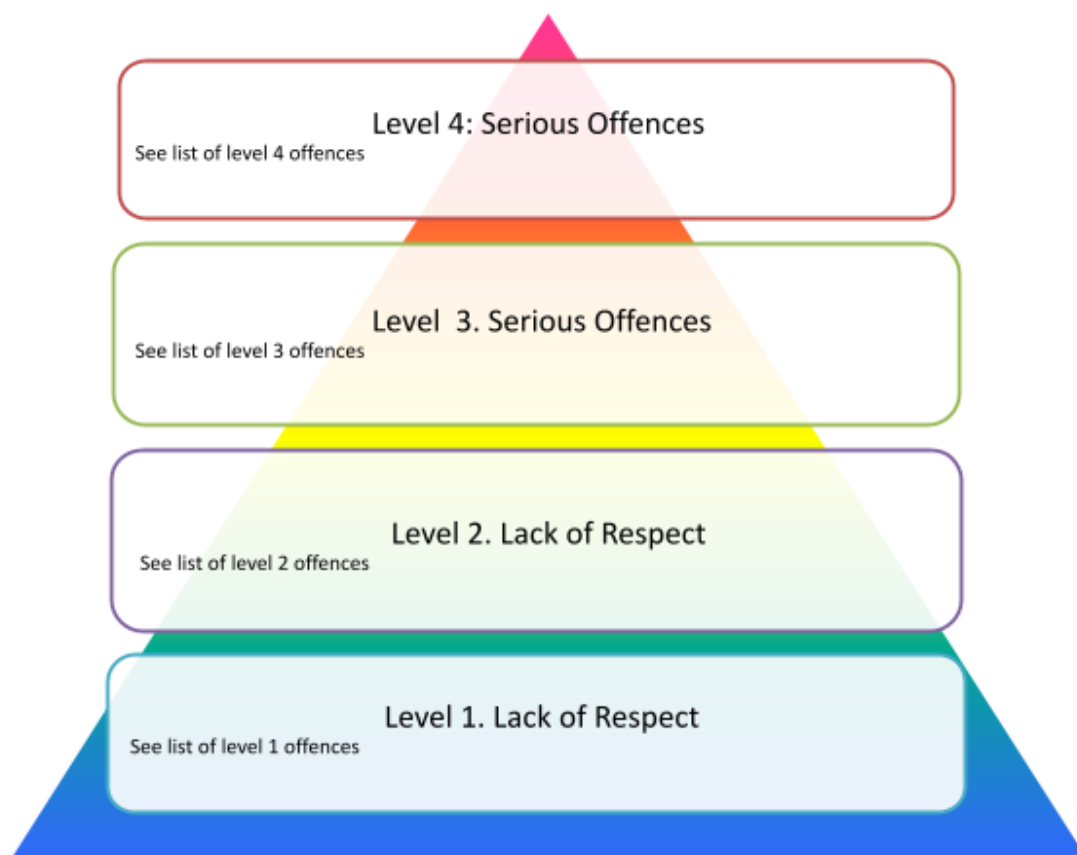 Level 4: Serious Offences
See list of level 4 offences
Level  3. Serious Offences
See list of level 3 offences
Level 2. Lack of Respect
See list of level 2 offences
Level 1. Lack of Respect
See list of level 1 offences